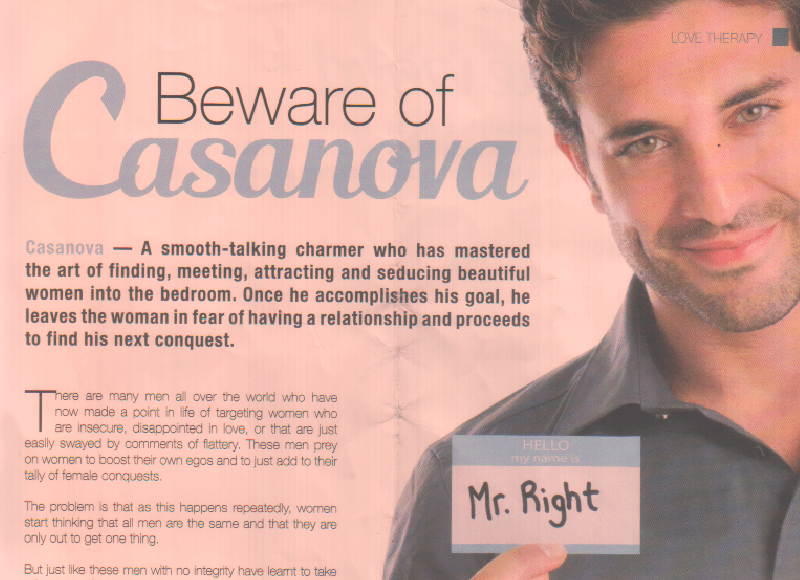 LOVE THERAPY
Beware of
Casanova
Casanova — A smooth-talking charmer who has mastered
the art of finding, meeting, attracting and seducing beautiful
women into the bedroom. Once he accomplishes his goal, he
leaves the woman in fear of having a relationship and proceeds
to find his next conquest.
There are many men all over the world who have
now made a point in life of targeting women who
are insecure, disappointed in love, or that are just
easily swayed by comments of flattery. These men prey
on women to boost their own egos and to just add to their
tally of female conquests.
The problem is that as this happens repeatedly, women
start thinking that all men are the same and that they are
only out to get one thing.
But just like these men with no integrity have learnt to take
HELLO
my name is
Mr. Right